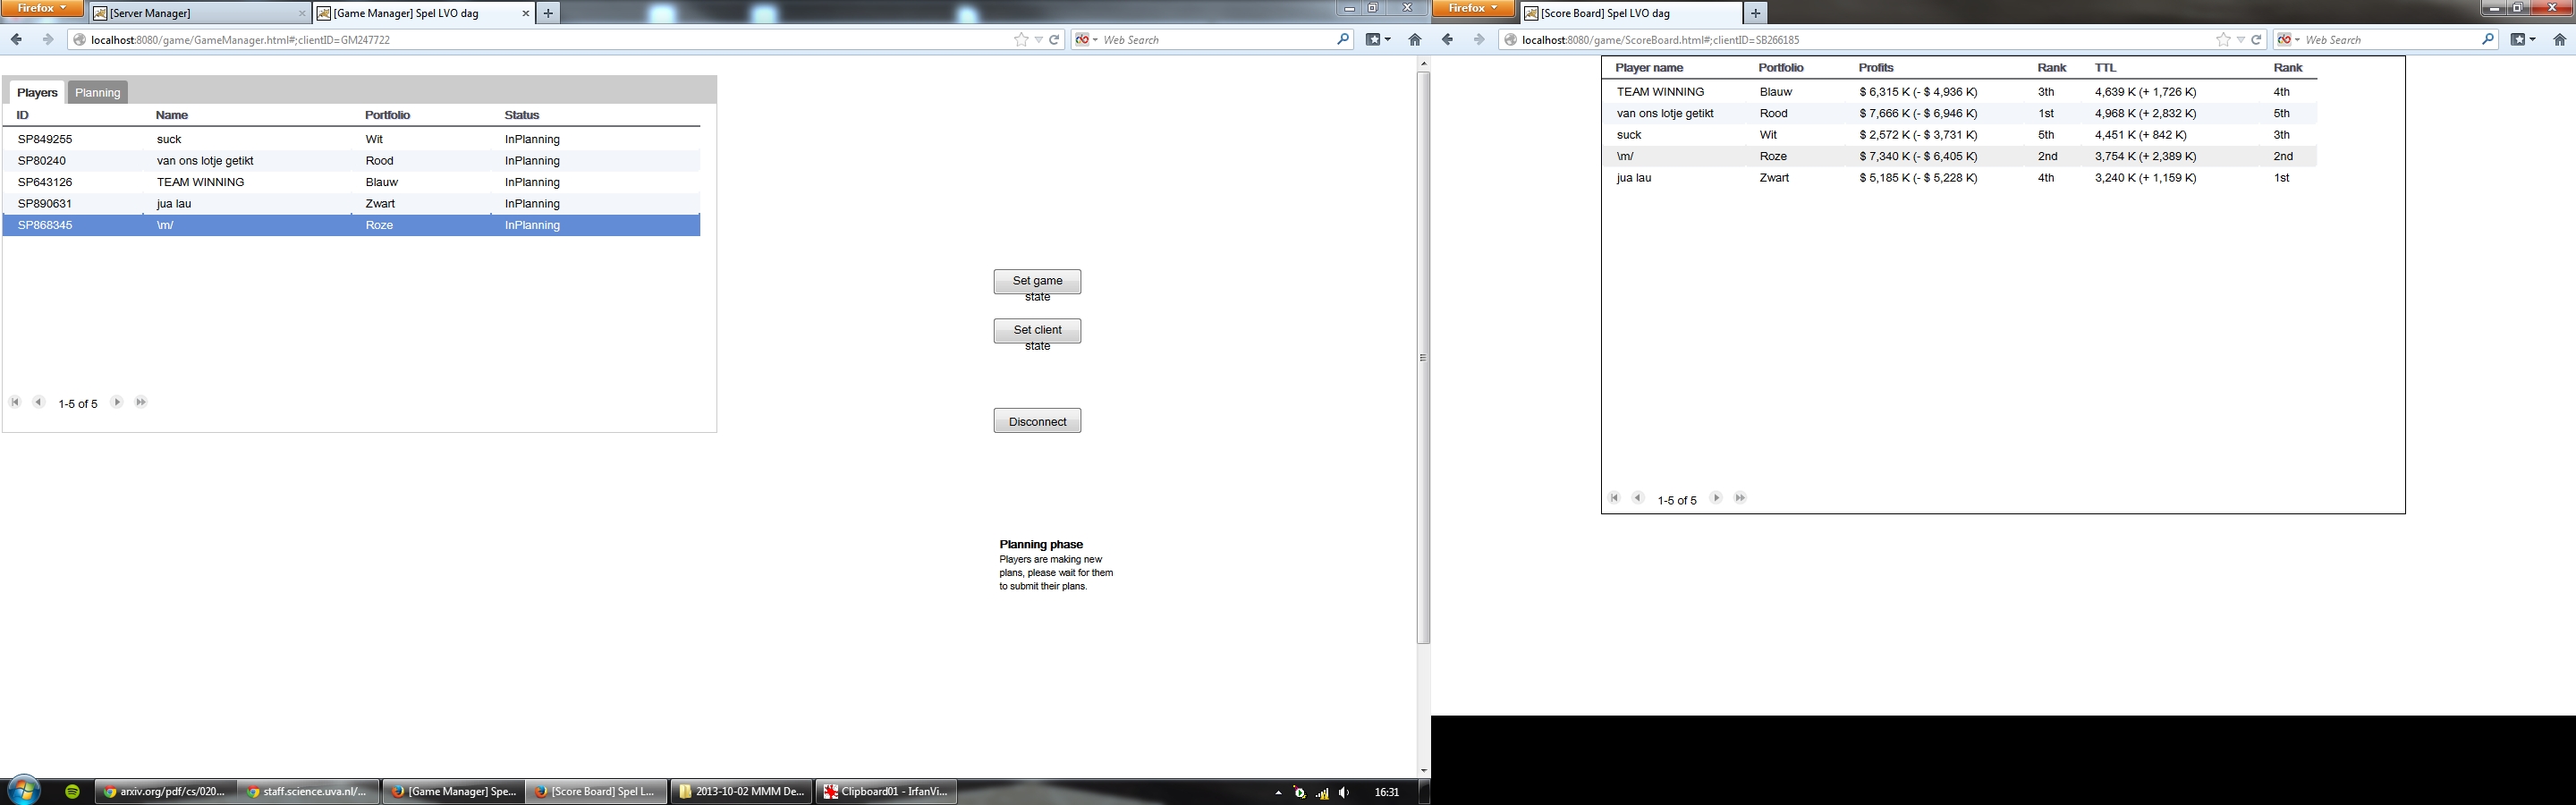 Firefox
[Server Manager]
[Game Manager] Spel LVO dag
localhost:8080/game/GameManager.html#;clientID=GM247722
Web Search
Players Planning
ID Name Portfolio Status
SP849255 suck Wit InPlanning
SP80240 van ons lotje getikt Rood InPlanning
SP643126 TEAM WINNING Blauw InPlanning
SP890631 jua lau Zwart InPlanning
SP868345 \m/ Roze InPlanning
1-5 of 5
Set game
state
Set client
state
Disconnect
Planning phase
Players are making new
plans, please wait for them
to submit their plans.
Firefox
[Score Board] Spel LVO dag
localhost:8080/game/ScoreBoard.html#;clientID=SB266185
Web Search
Player name Portfolio Profits Rank TTL Rank
TEAM WINNING Blauw $ 6,315 K (- $ 4,936 K) 3th 4,639 K (+ 1,726 K) 4th
van ons lotje getikt Rood $ 7,666 K (- $ 6,946 K) 1st 4,968 K (+ 2,832 K) 5th
suck Wit $ 2,572 K (- $ 3,731 K) 5th 4,451 K (+ 842 K) 3th
\m/ Roze $ 7,340 K (- $ 6,405 K) 2nd 3,754 K (+ 2,389 K) 2nd
jua lau Zwart $ 5,185 K (- $ 5,228 K) 4th 3,240 K (+ 1,159 K) 1st
1-5 of 5
arxiv.org/pdf/cs/020...
staff.science.uva.nl/...
[Game Manager] Spe...
[Score Board] Spel L...
2013-10-02 MMM De...
Clipboard01 - IrfanVi...
16:31